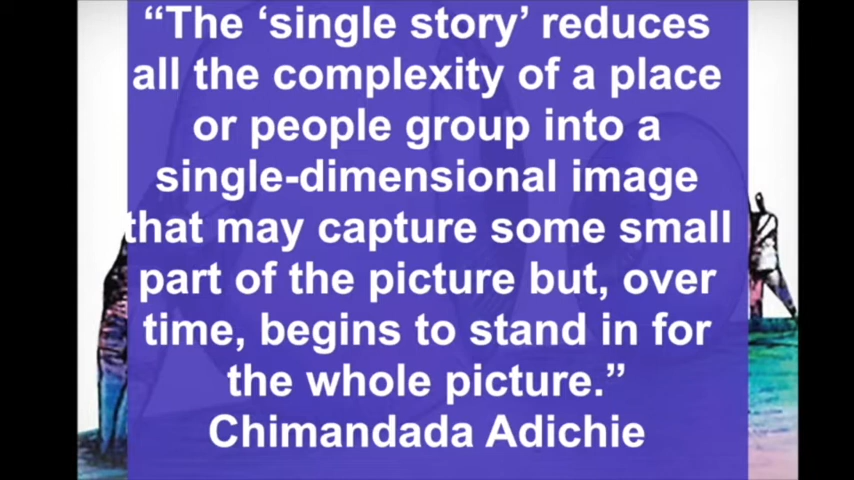 “The ‘single story’ reduces
all the complexity of a place
or people group into a
single-dimensional image
that may capture some small
part of the picture but, over
time, begins to stand in for
the whole picture.”
Chimandada Adichie